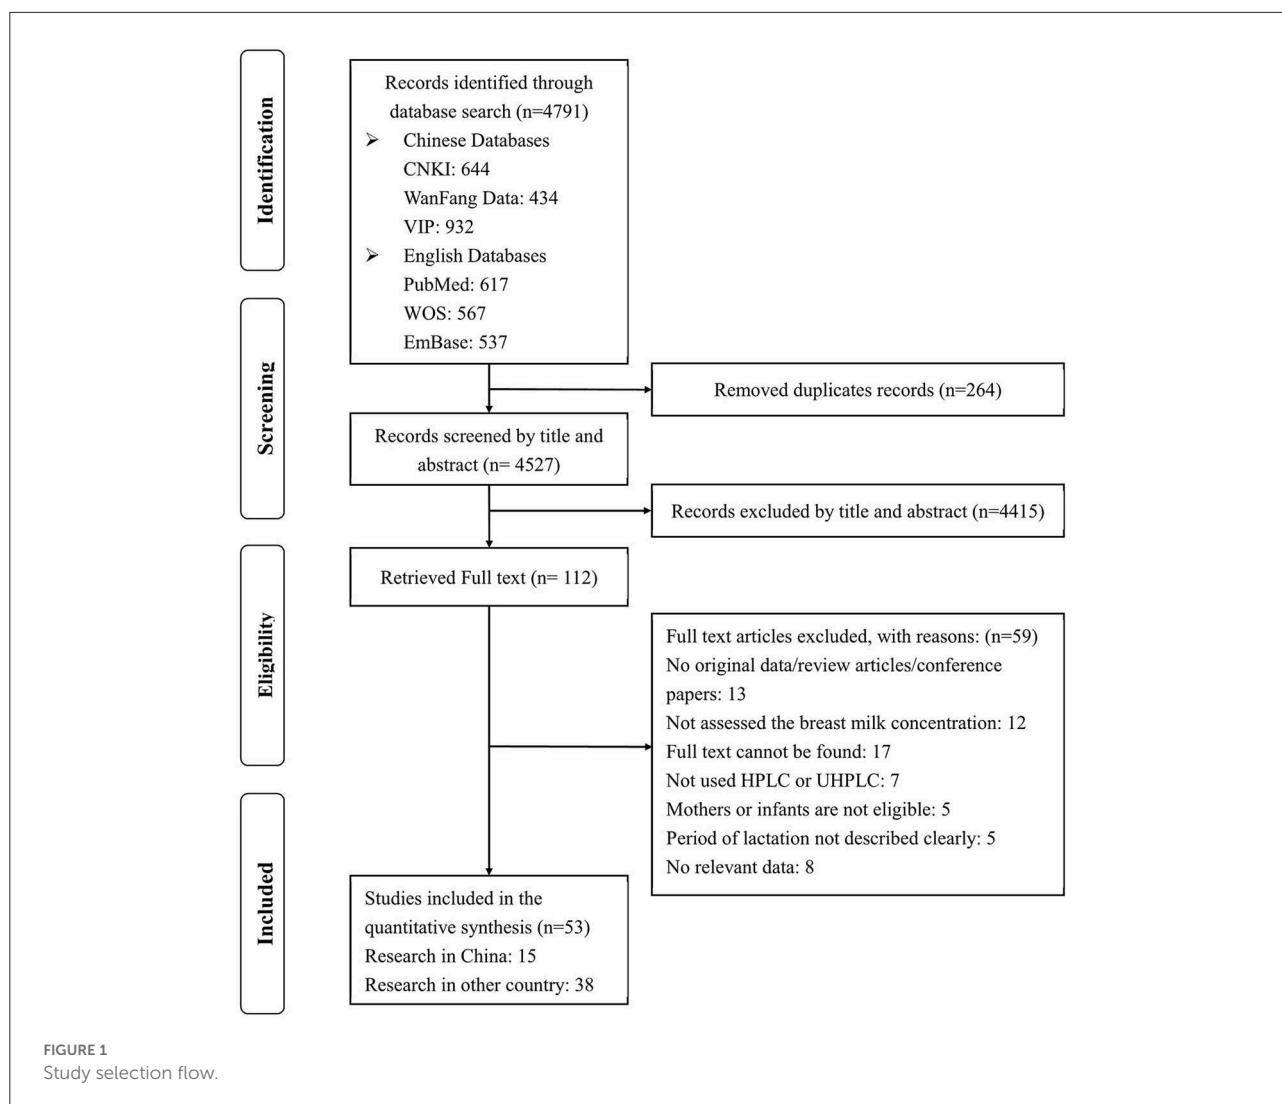 Identification
Records identified through
database search (n=4791)
➢ Chinese Databases
CNKI: 644
WanFang Data: 434
VIP: 932
➢ English Databases
PubMed: 617
WOS: 567
EmBase: 537
Screening
Removed duplicates records (n=264)
Records screened by title and
abstract (n= 4527)
Records excluded by title and abstract (n=4415)
Eligibility
Retrieved Full text (n= 112)
Full text articles excluded, with reasons: (n=59)
No original data/review articles/conference
papers: 13
Not assessed the breast milk concentration: 12
Full text cannot be found: 17
Not used HPLC or UHPLC: 7
Mothers or infants are not eligible: 5
Period of lactation not described clearly: 5
No relevant data: 8
Included
Studies included in the
quantitative synthesis (n=53)
Research in China: 15
Research in other country: 38
FIGURE 1
Study selection flow.